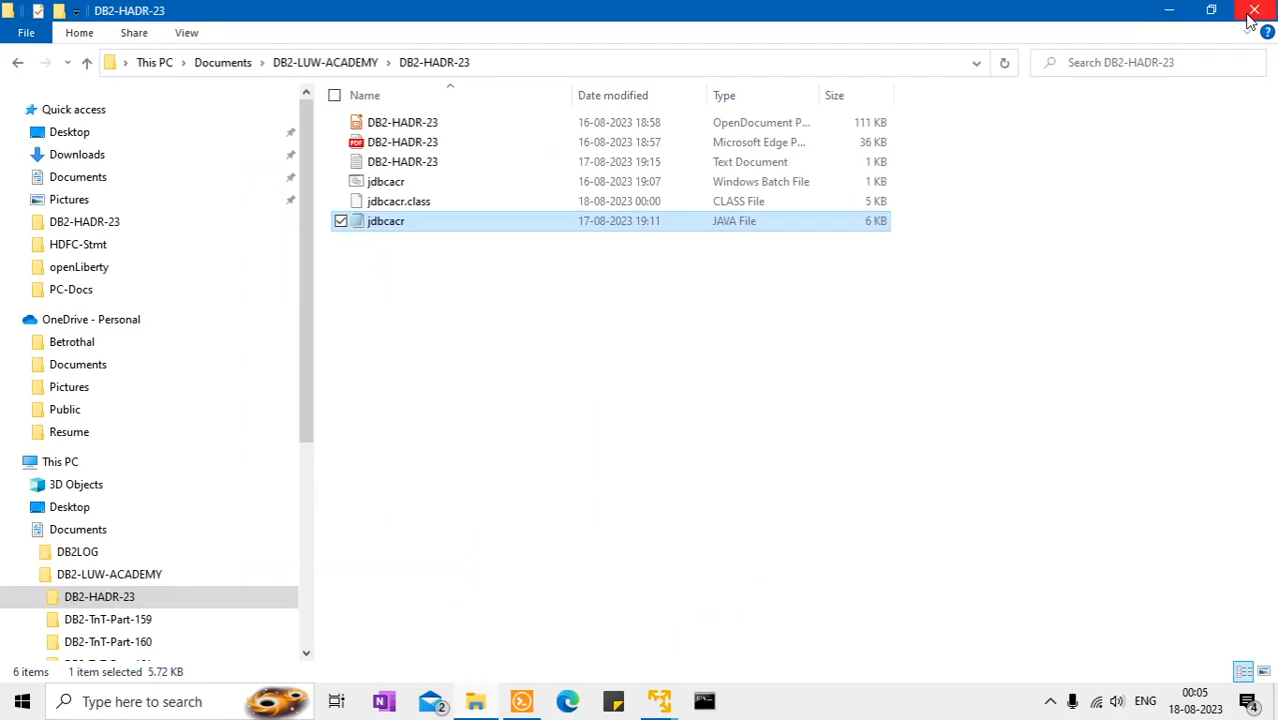 DB2-HADR-23
File Home Share View
This PC Documents DB2-LUW-ACADEMY DB2-HADR-23 Search DB2-HADR-23
Quick access
Desktop
Downloads
Documents
Pictures
DB2-HADR-23
HDFC-Stmt
openLiberty
PC-Docs
OneDrive - Personal
Betrothal
Documents
Pictures
Public
Resume
This PC
3D Objects
Desktop
Documents
DB2LOG
DB2-LUW-ACADEMY
DB2-HADR-23
DB2-TnT-Part-159
DB2-TnT-Part-160
Name Date modified Type Size
DB2-HADR-23 16-08-2023 18:58 OpenDocument P... 111 KB
PDF DB2-HADR-23 16-08-2023 18:57 Microsoft Edge P... 36 KB
DB2-HADR-23 17-08-2023 19:15 Text Document 1 KB
jdbcacr 16-08-2023 19:07 Windows Batch File 1 KB
jdbcacr.class 18-08-2023 00:00 CLASS File 5 KB
jdbcacr 17-08-2023 19:11 JAVA File 6 KB
6 items 1 item selected 5.72 KB
Type here to search 2 ENG 00:05 18-08-2023 4